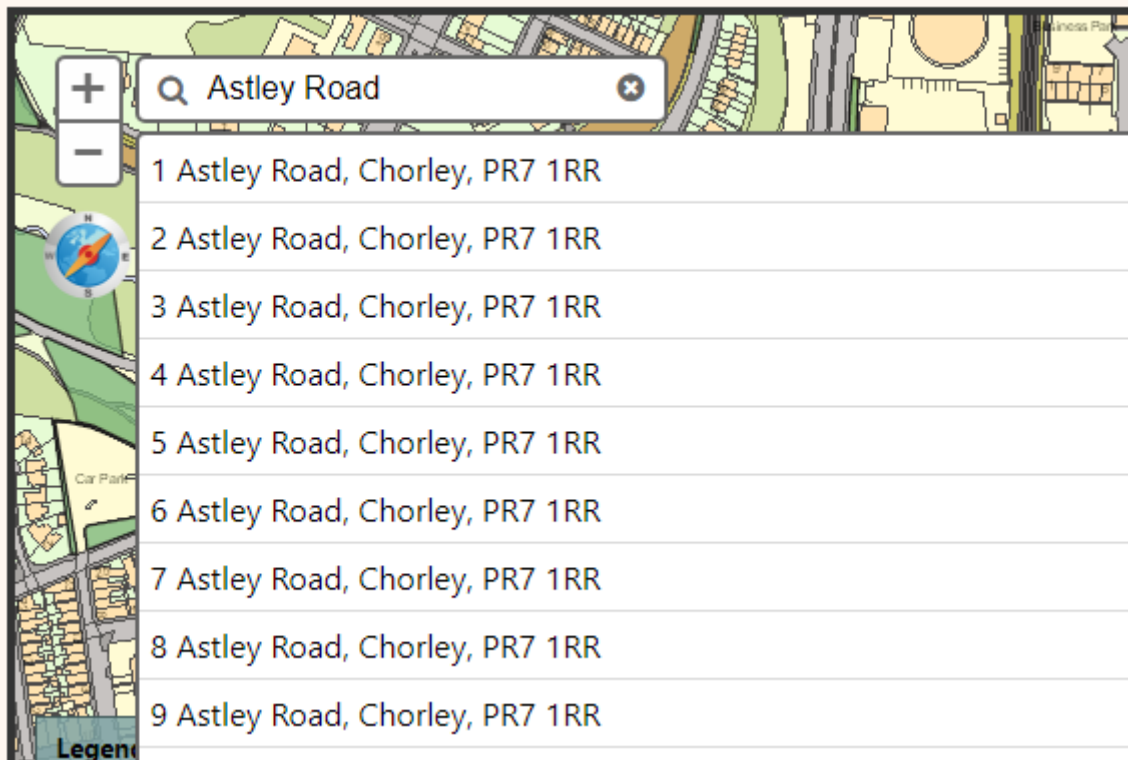 Business Par
+
Astley Road
−
1 Astley Road, Chorley, PR7 1RR
N
W
E
S
2 Astley Road, Chorley, PR7 1RR
3 Astley Road, Chorley, PR7 1RR
4 Astley Road, Chorley, PR7 1RR
5 Astley Road, Chorley, PR7 1RR
Car Park
6 Astley Road, Chorley, PR7 1RR
7 Astley Road, Chorley, PR7 1RR
8 Astley Road, Chorley, PR7 1RR
9 Astley Road, Chorley, PR7 1RR
Legend